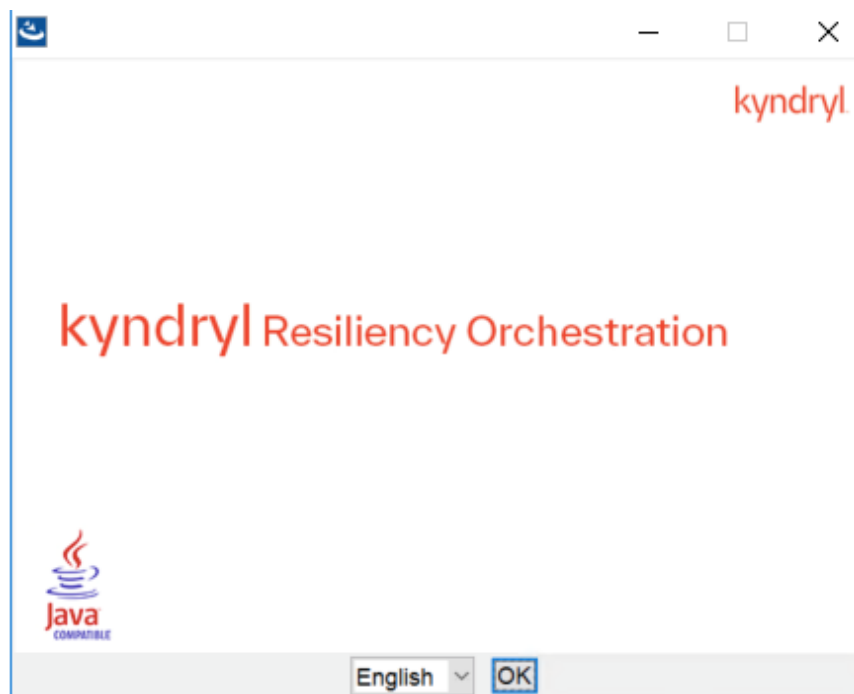 kyndryl
kyndryl Resiliency Orchestration
Java
COMPATIBLE
English OK